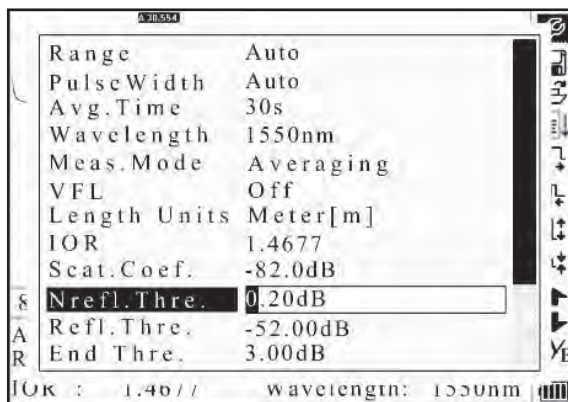 A 30.554
Range Auto
PulseWidth Auto
Avg.Time 30s
Wavelength 1550nm
Meas.Mode Averaging
VFL Off
Length Units Meter[m]
IOR 1.4677
Scat.Coef. -82.0dB
Nrefl.Thre. 0.20dB
Refl.Thre. -52.00dB
End Thre. 3.00dB
A
R
IOR : 1.4677 Wavelength: 1550nm